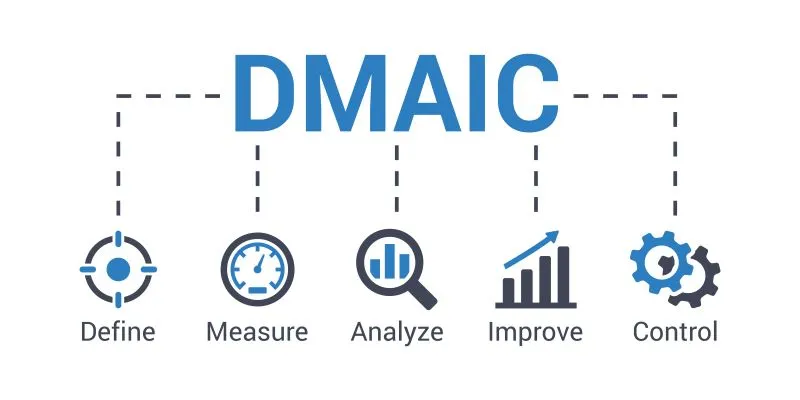 DMAIC
Define
Measure
Analyze
Improve
Control